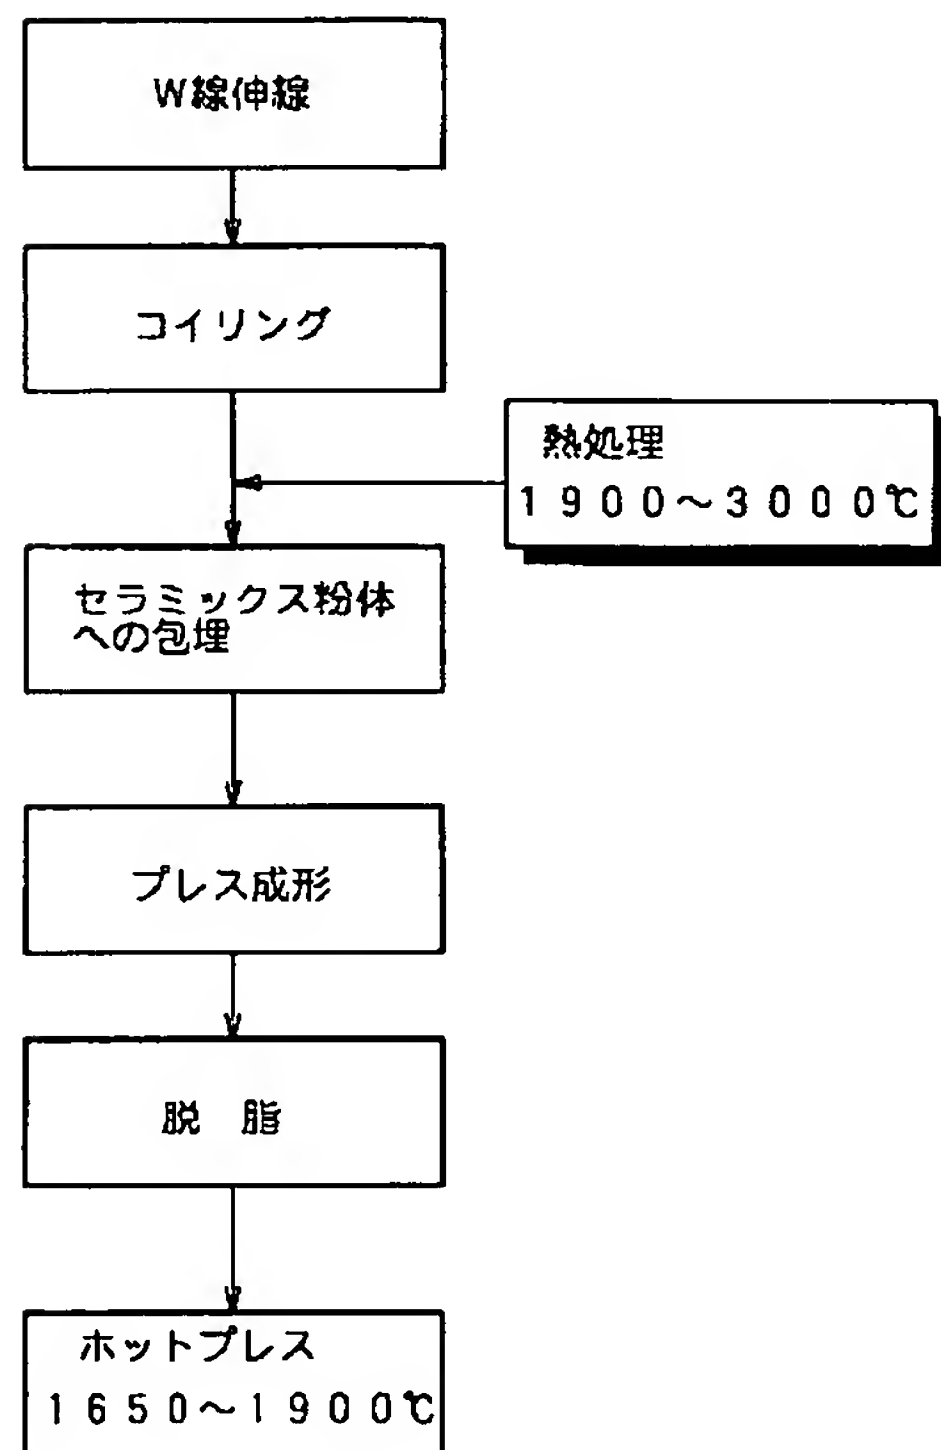 W線伸線
コイリング
熱処理
1900～3000℃
セラミックス粉体
への包埋
プレス成形
脱 脂
ホットプレス
1650～1900℃